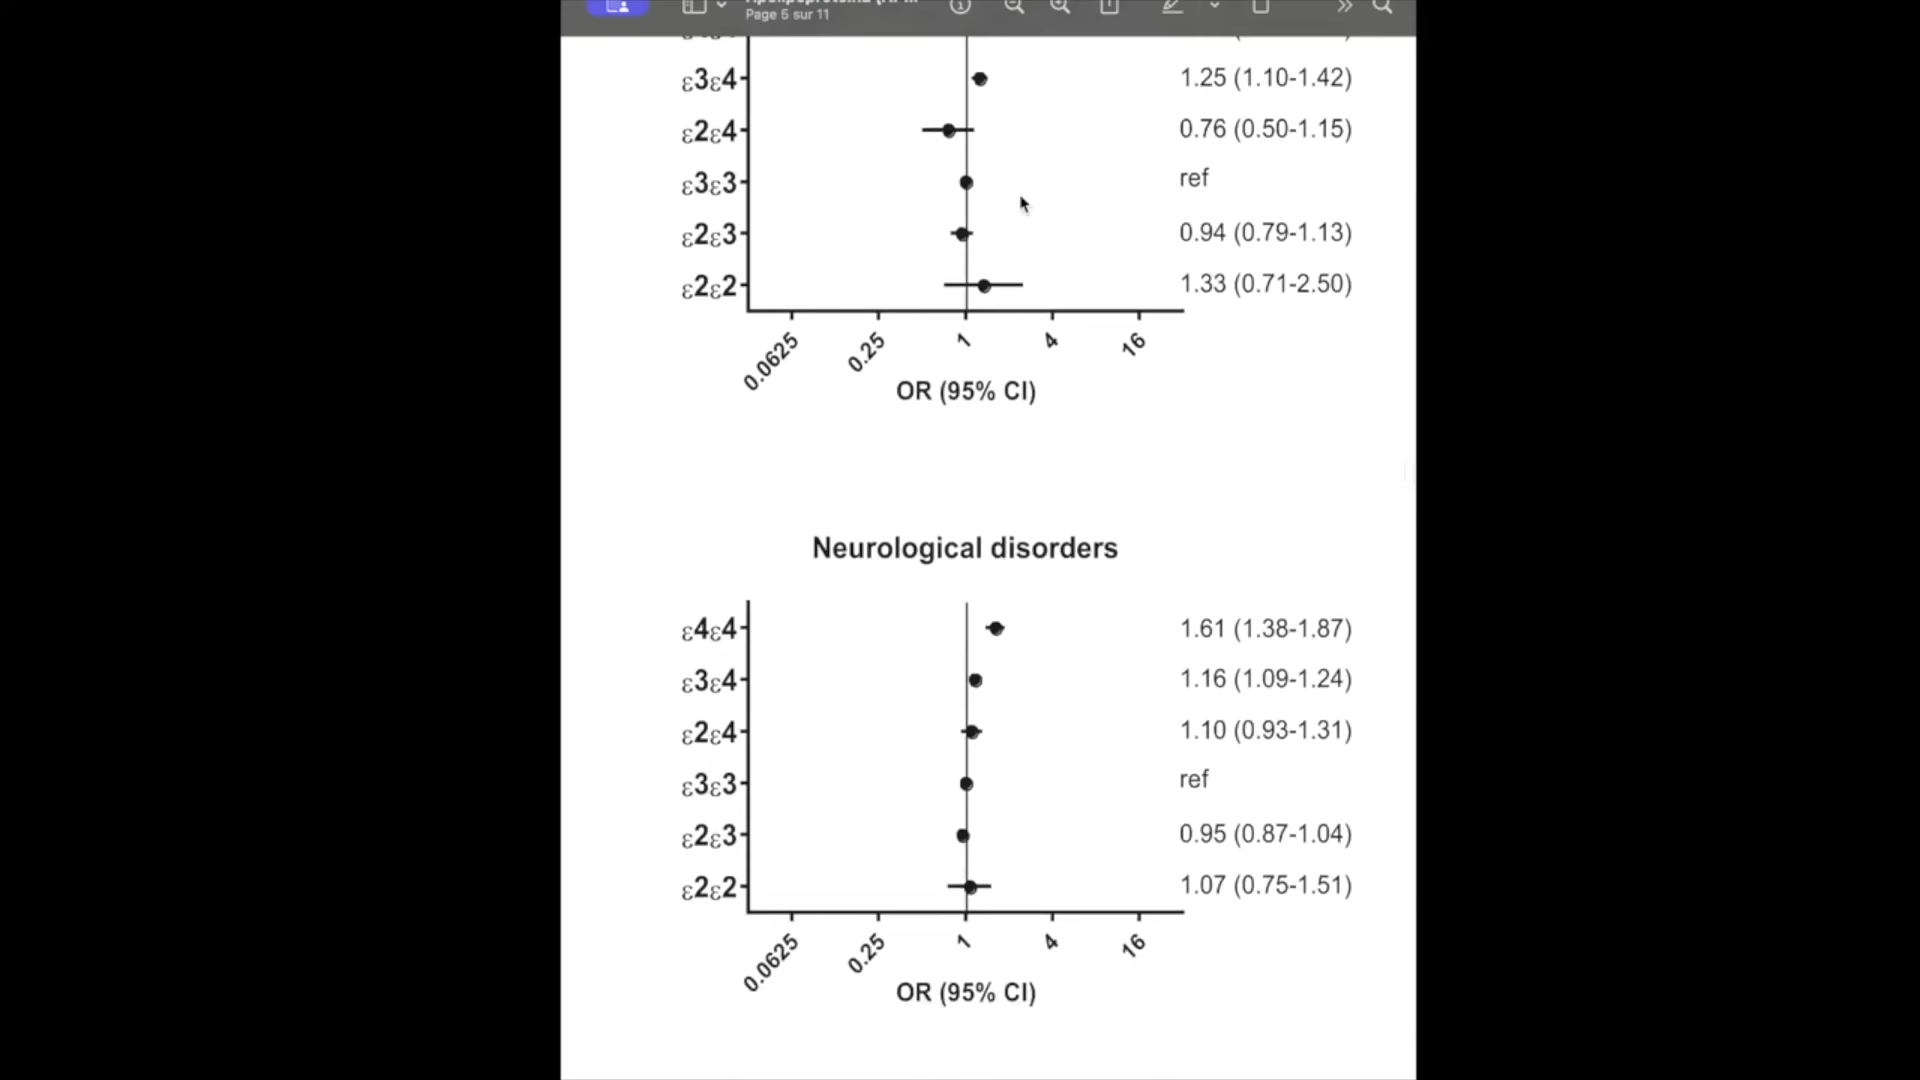 Page 5 sur 11
ε3ε4 1.25 (1.10-1.42)
ε2ε4 0.76 (0.50-1.15)
ε3ε3 ref
ε2ε3 0.94 (0.79-1.13)
ε2ε2 1.33 (0.71-2.50)
0.0625 0.25 1 4 16
OR (95% CI)
Neurological disorders
ε4ε4 1.61 (1.38-1.87)
ε3ε4 1.16 (1.09-1.24)
ε2ε4 1.10 (0.93-1.31)
ε3ε3 ref
ε2ε3 0.95 (0.87-1.04)
ε2ε2 1.07 (0.75-1.51)
0.0625 0.25 1 4 16
OR (95% CI)